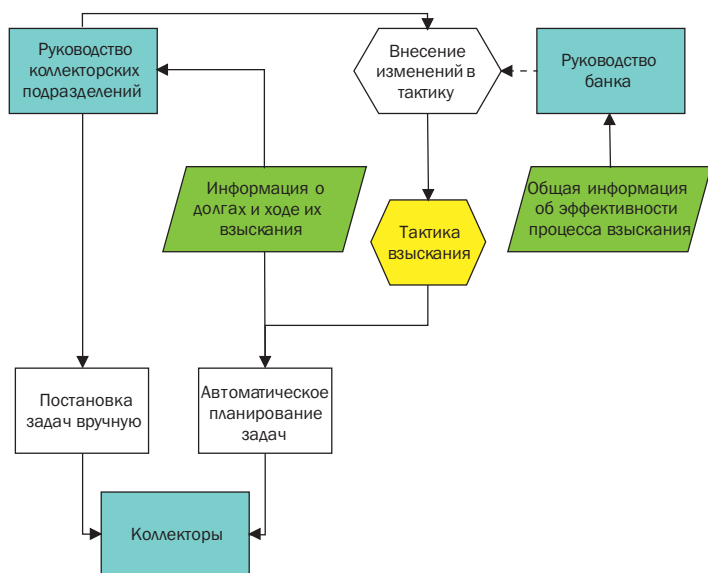 Руководство
коллекторских
подразделений
Внесение
изменений в
тактику
Руководство
банка
Информация о
долгах и ходе их
взыскания
Тактика
взыскания
Общая информация
об эффективности
процесса взыскания
Постановка
задач вручную
Автоматическое
планирование
задач
Коллекторы